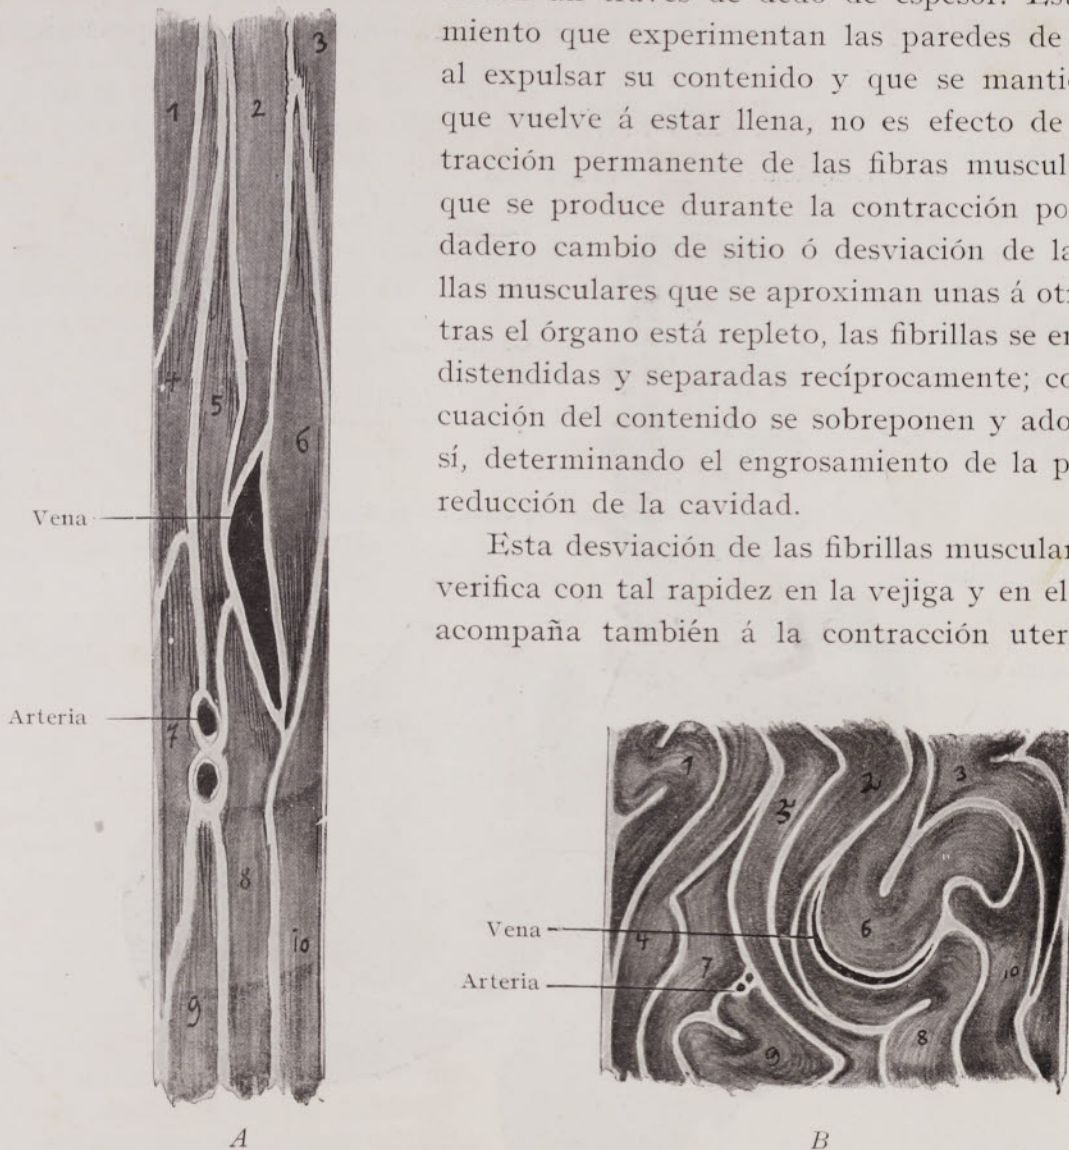 miento que experimentan las paredes de
al expulsar su contenido y que se manti
que vuelve á estar llena, no es efecto de
tracción permanente de las fibras muscul
que se produce durante la contracción po
dadero cambio de sitio ó desviación de la
llas musculares que se aproximan unas á otr
tras el órgano está repleto, las fibrillas se en
distendidas y separadas recíprocamente; co
cuación del contenido se sobreponen y ado
sí, determinando el engrosamiento de la p
reducción de la cavidad.
Esta desviación de las fibrillas muscular
verifica con tal rapidez en la vejiga y en el
acompaña también á la contracción uter
1
2
3
4
5
6
Vena
Arteria
7
8
9
10
A
1
2
3
5
4
6
7
8
9
10
Vena
Arteria
B